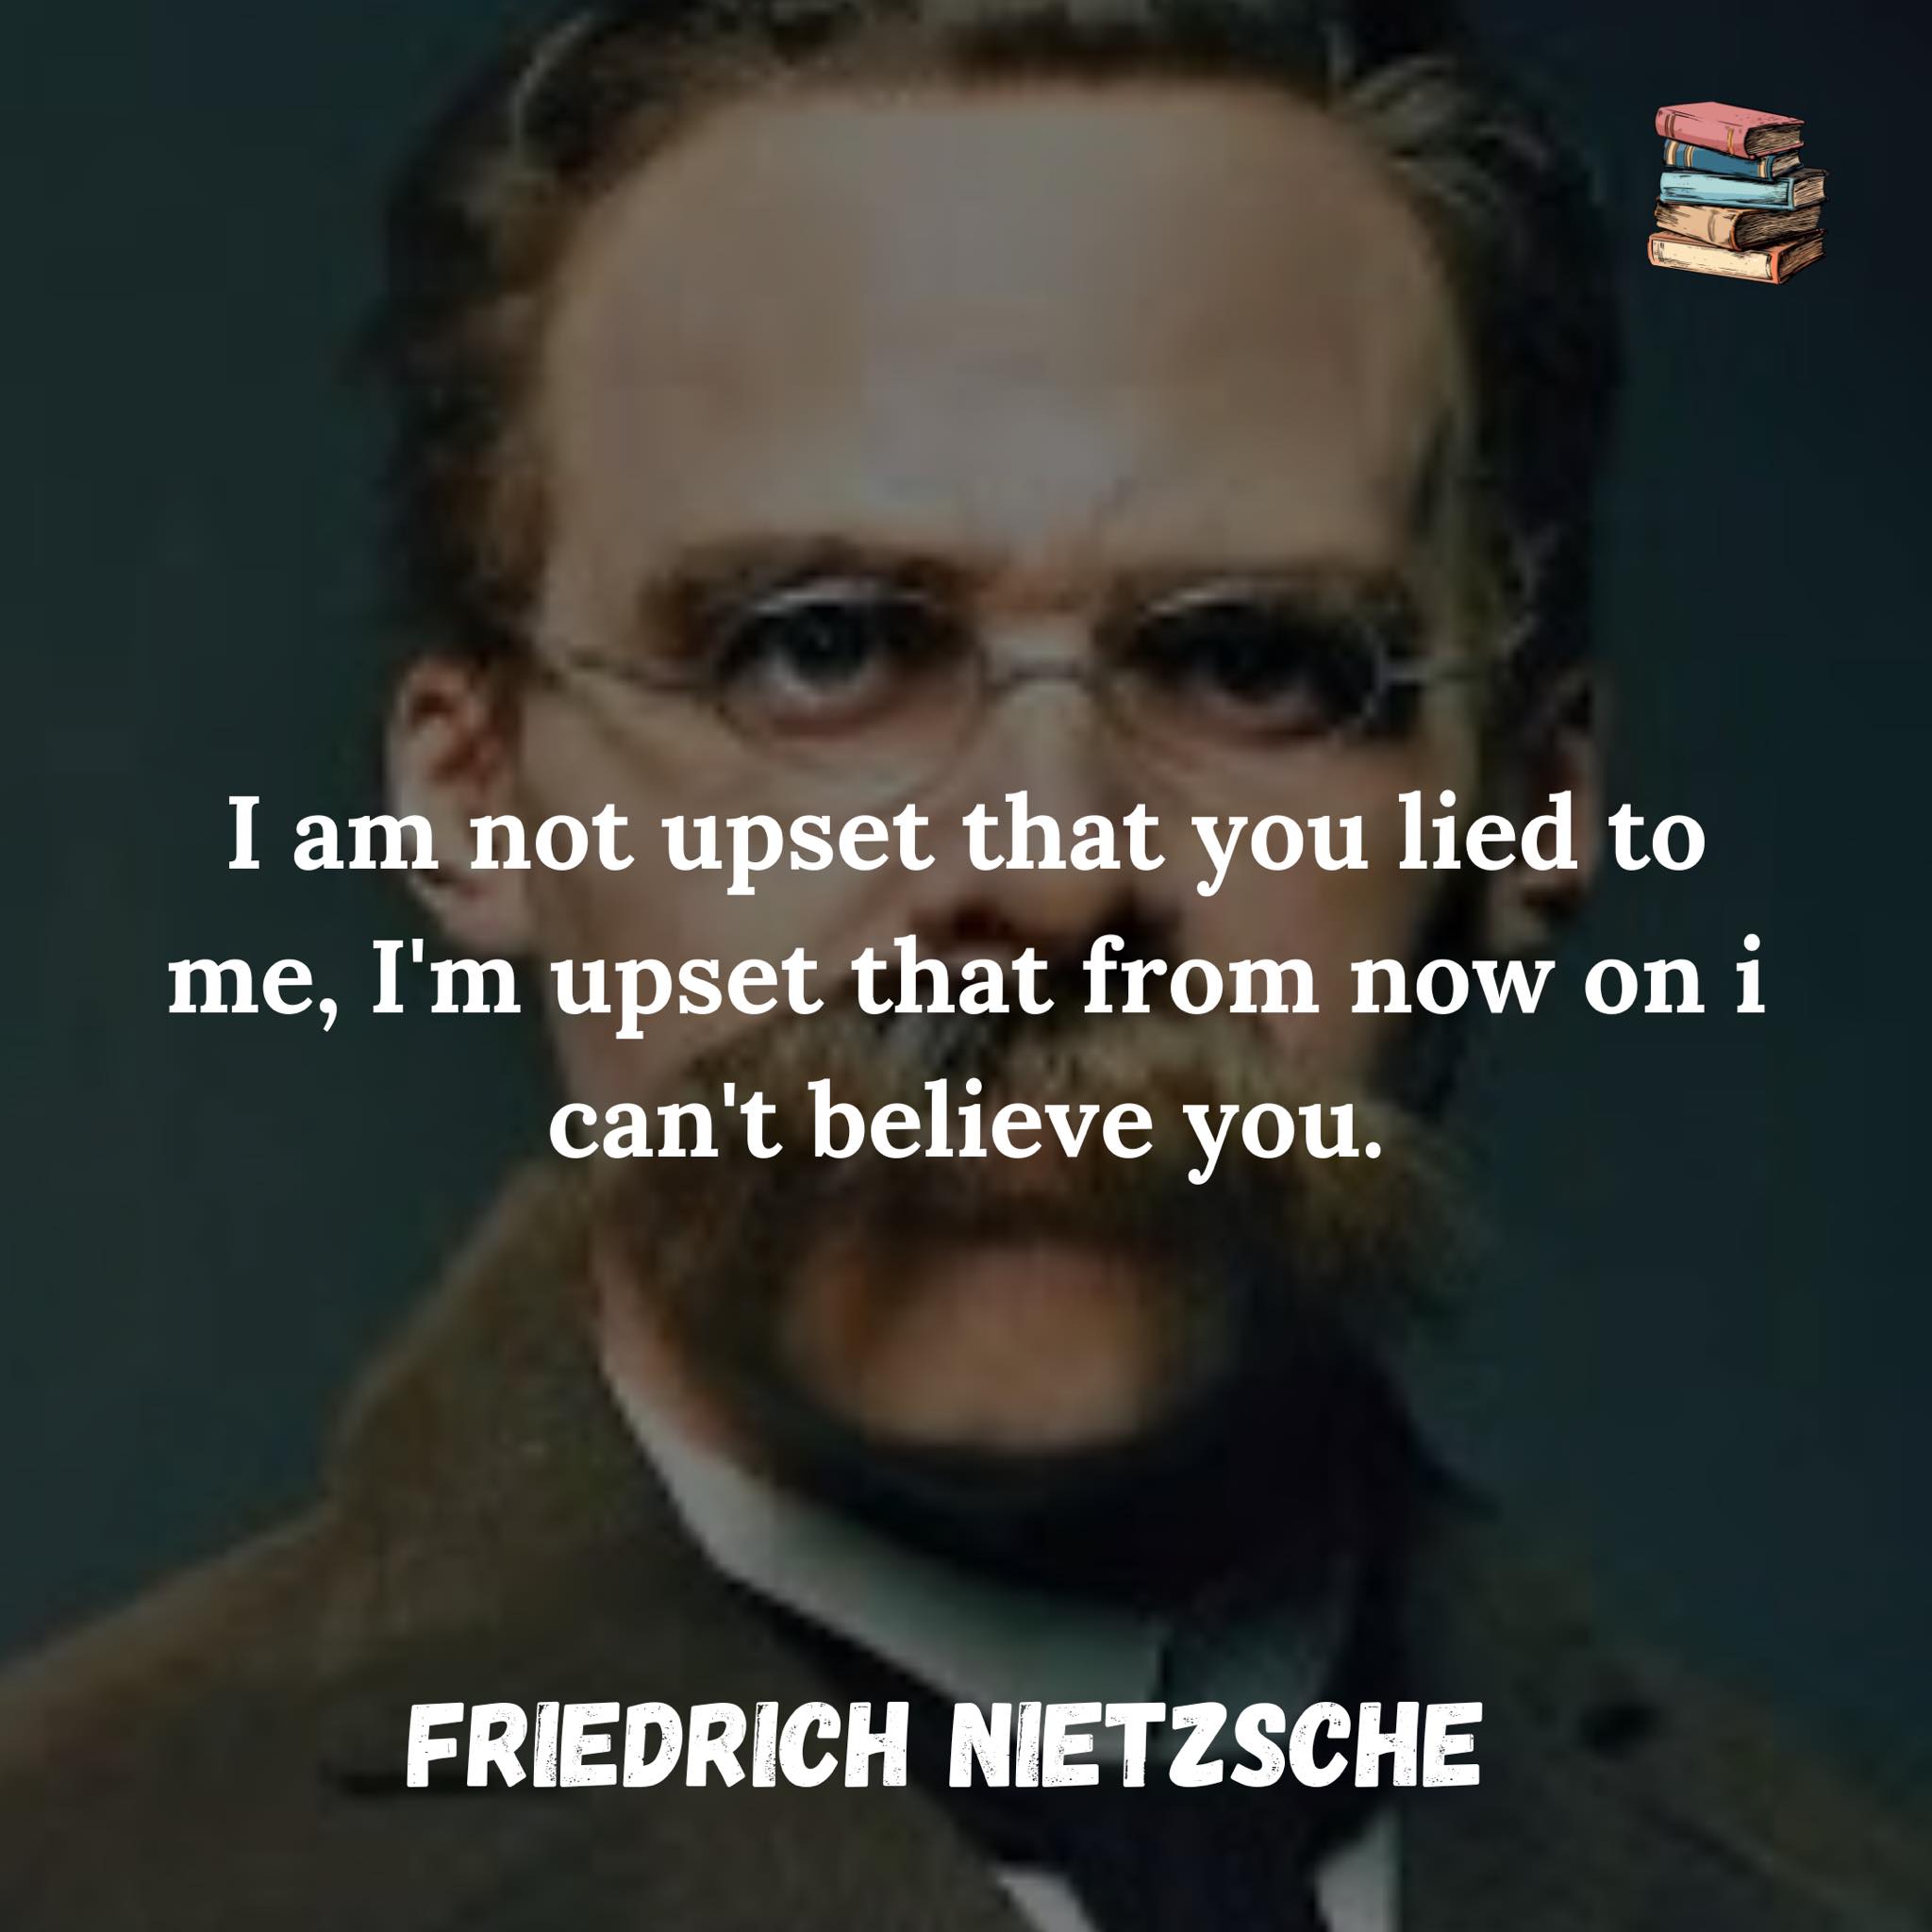 I am not upset that you lied to
me, I'm upset that from now on i
can't believe you.
FRIEDRICH NIETZSCHE